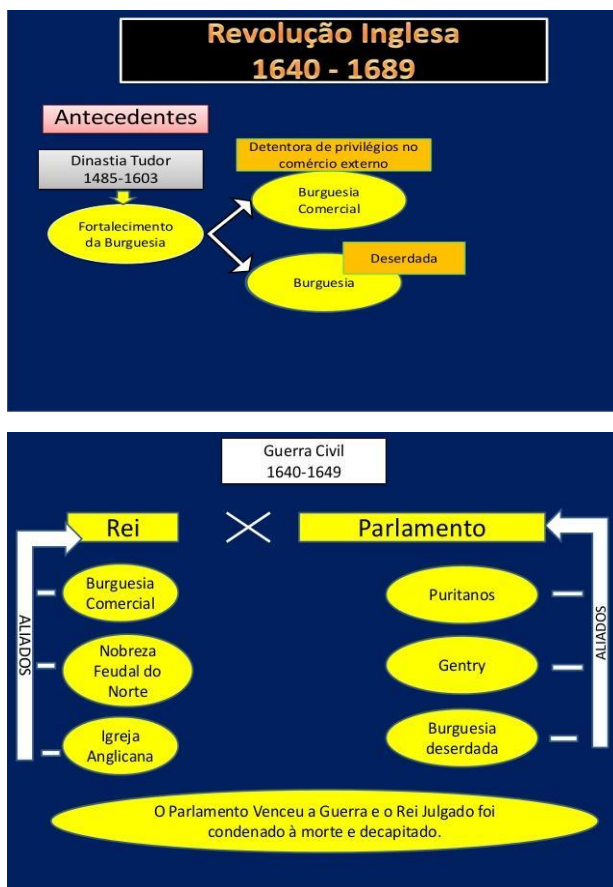 Revolução Inglesa
1640 - 1689
Antecedentes
Dinastia Tudor
1485-1603
Fortalecimento
da Burguesia
Detentora de privilégios no
comércio externo
Burguesia
Comercial
Deserdada
Burguesia
Guerra Civil
1640-1649
Rei
Parlamento
ALIADOS
Burguesia
Comercial
Nobreza
Feudal do
Norte
Igreja
Anglicana
Puritanos
Gentry
Burguesia
deserdada
ALIADOS
O Parlamento Venceu a Guerra e o Rei Julgado foi
condenado à morte e decapitado.